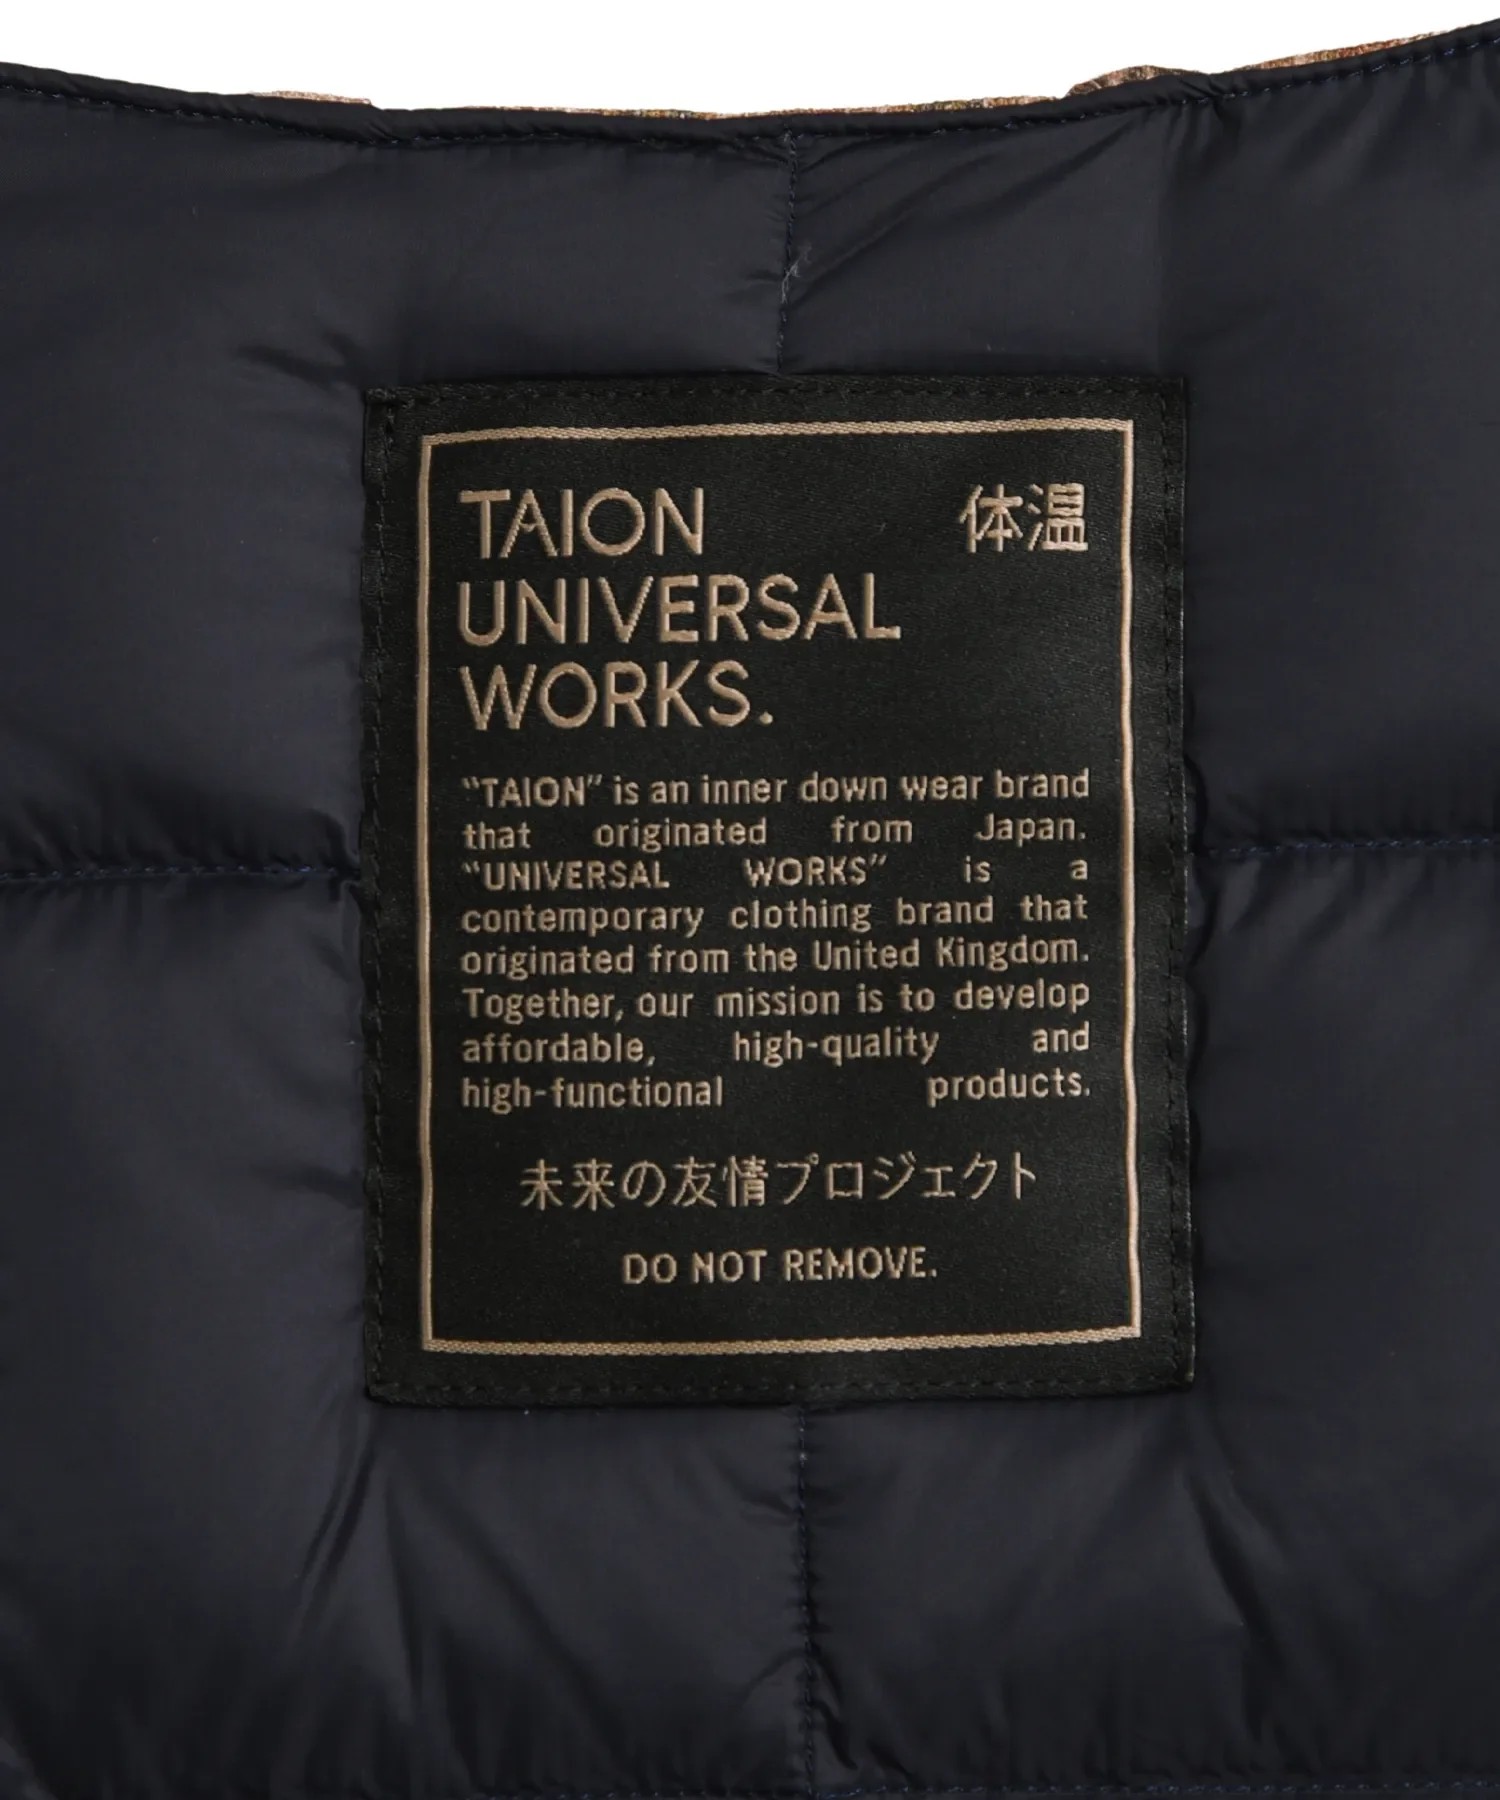 TAION 体温
UNIVERSAL
WORKS.
“TAION” is an inner down wear brand
that originated from Japan.
“UNIVERSAL WORKS” is a
contemporary clothing brand that
originated from the United Kingdom.
Together, our mission is to develop
affordable, high-quality and
high-functional products.
未来の友情プロジェクト
DO NOT REMOVE.